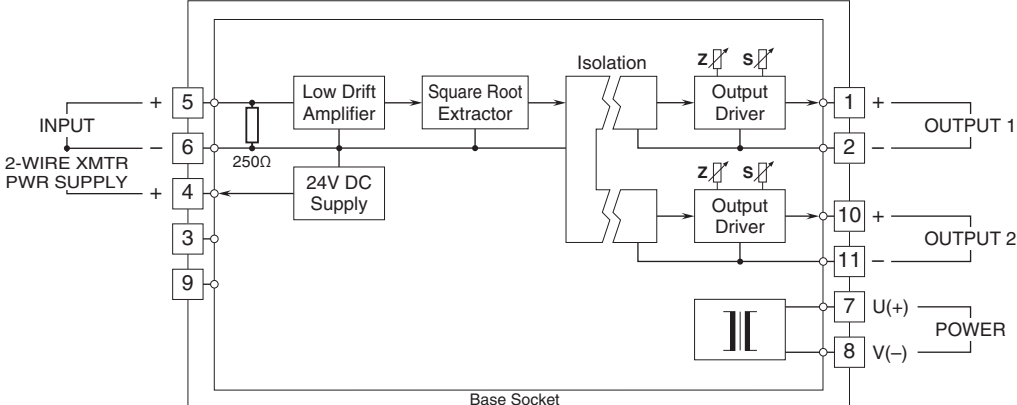 Isolation
Z S
5
Low Drift
Amplifier
Square Root
Extractor
Output
Driver
1 +
INPUT
+
OUTPUT 1
– 6
250Ω
2 –
2-WIRE XMTR
PWR SUPPLY
+ 4
24V DC
Supply
Z S
Output
Driver
10 +
3
OUTPUT 2
11 –
9
7 U(+)
POWER
8 V(–)
Base Socket